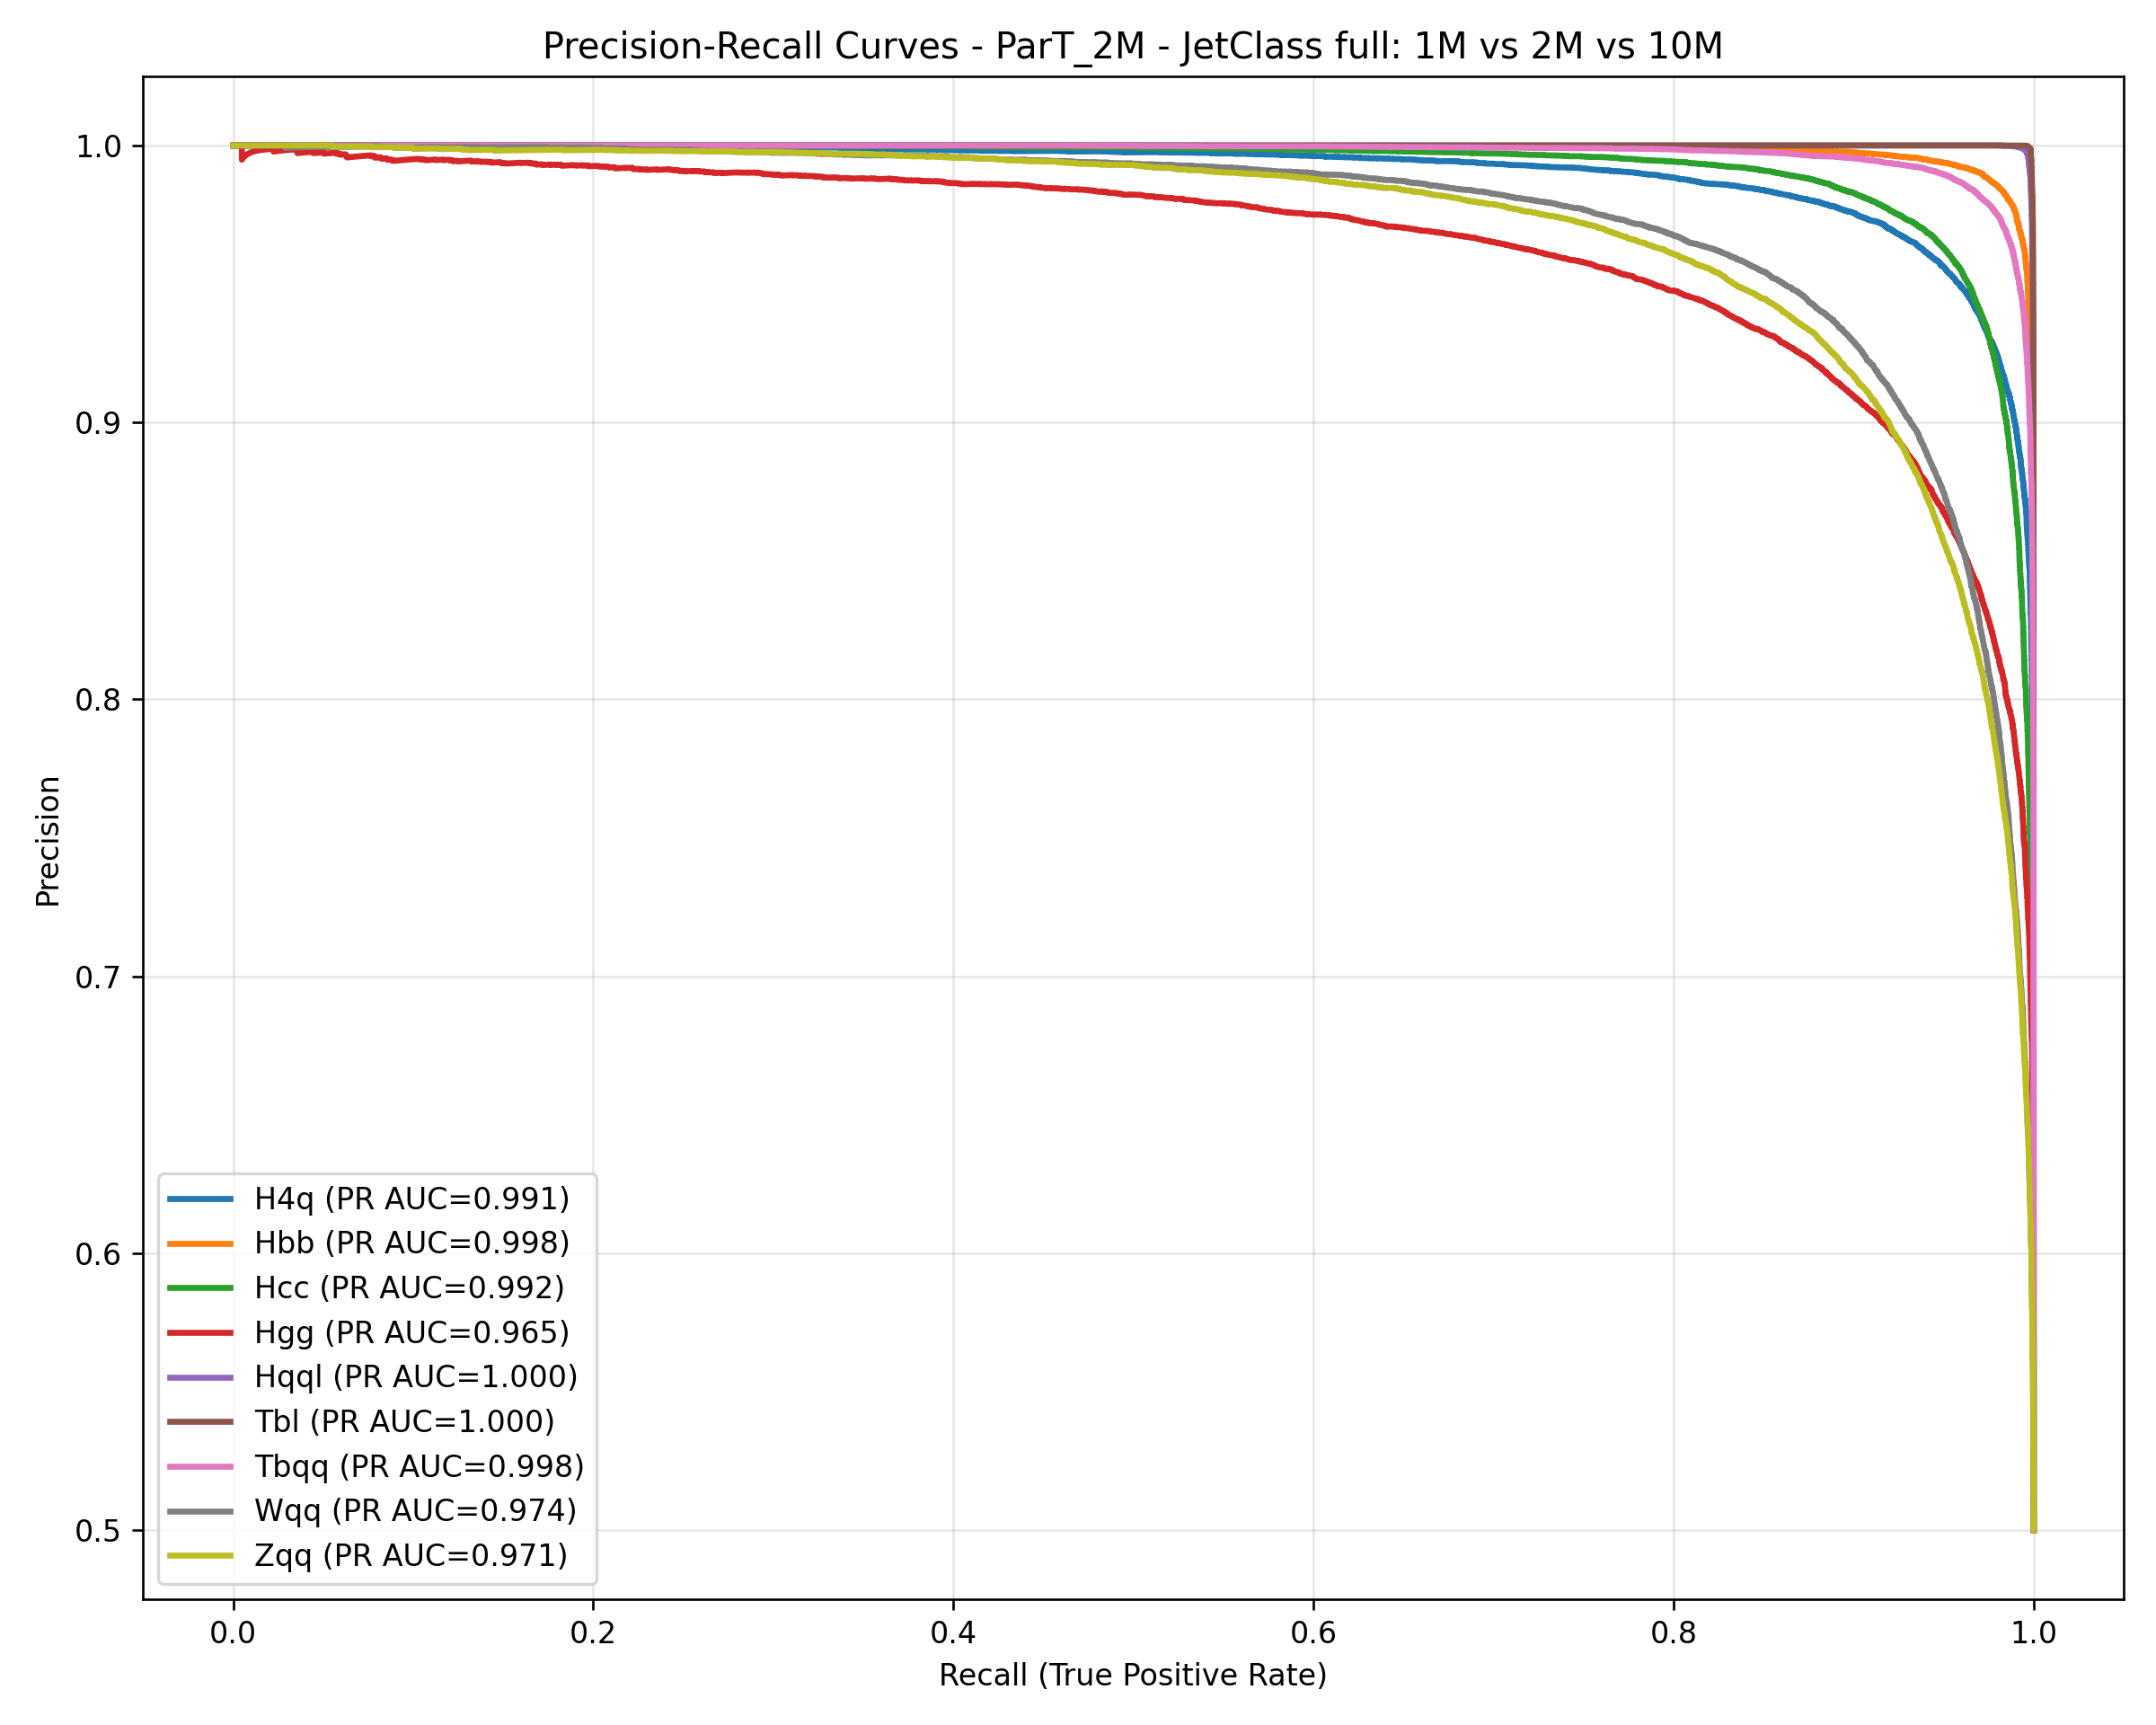 Precision-Recall Curves - ParT_2M - JetClass full: 1M vs 2M vs 10M
1.0
0.9
0.8
0.7
0.6
0.5
Precision
H4q (PR AUC=0.991)
Hbb (PR AUC=0.998)
Hcc (PR AUC=0.992)
Hgg (PR AUC=0.965)
Hqql (PR AUC=1.000)
Tbl (PR AUC=1.000)
Tbqq (PR AUC=0.998)
Wqq (PR AUC=0.974)
Zqq (PR AUC=0.971)
0.0 0.2 0.4 0.6 0.8 1.0
Recall (True Positive Rate)